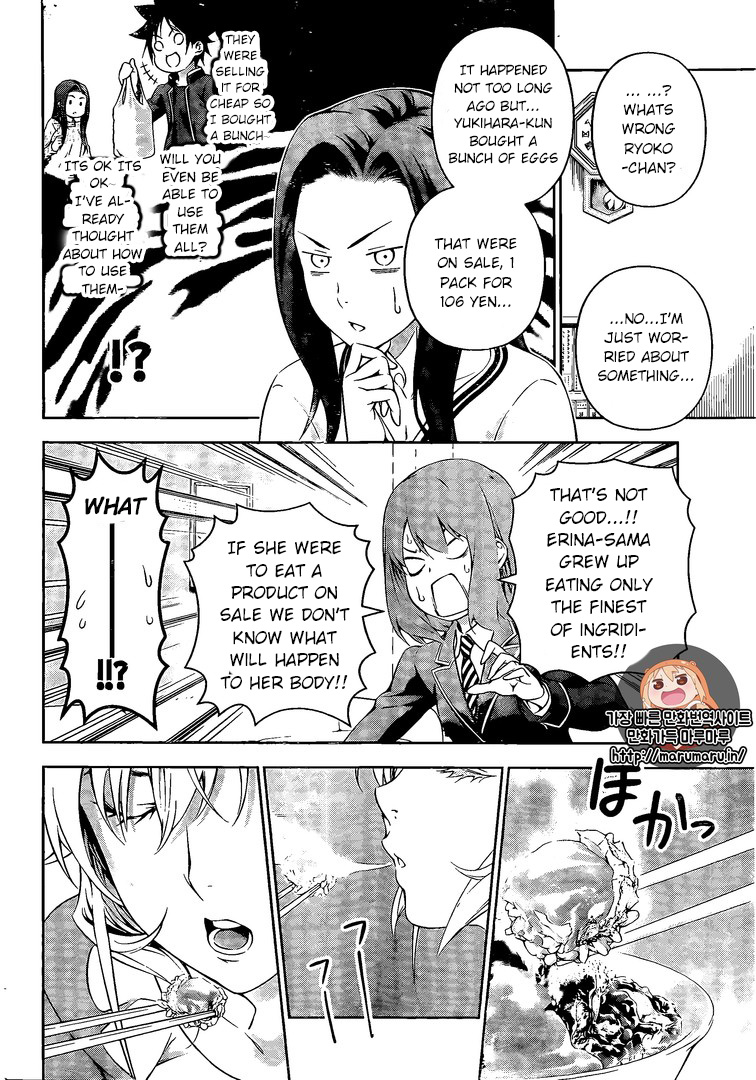 ... ...?
WHATS
WRONG
RYOKO
-CHAN?
...NO...I'M
JUST WOR-
RIED ABOUT
SOMETHING...
IT HAPPENED
NOT TOO LONG
AGO BUT...
YUKIHARA-KUN
BOUGHT A
BUNCH OF EGGS
THAT WERE
ON SALE, 1
PACK FOR
106 YEN...
THEY
WERE
SELLING
IT FOR
CHEAP SO
I BOUGHT
A BUNCH
WILL YOU
EVEN BE
ABLE TO
USE
THEM
ALL?
ITS OK ITS
OK
I'VE AL-
READY
THOUGHT
ABOUT HOW
TO USE
THEM~
!?
THAT'S NOT
GOOD...!!
ERINA-SAMA
GREW UP
EATING ONLY
THE FINEST
OF INGRIDI-
ENTS!!
IF SHE WERE
TO EAT A
PRODUCT ON
SALE WE DON'T
KNOW WHAT
WILL HAPPEN
TO HER BODY!!
WHAT
—
!!?
가장 빠른 만화번역사이트
만화가득 마루마루
http://marumaru.in/
ほかっ